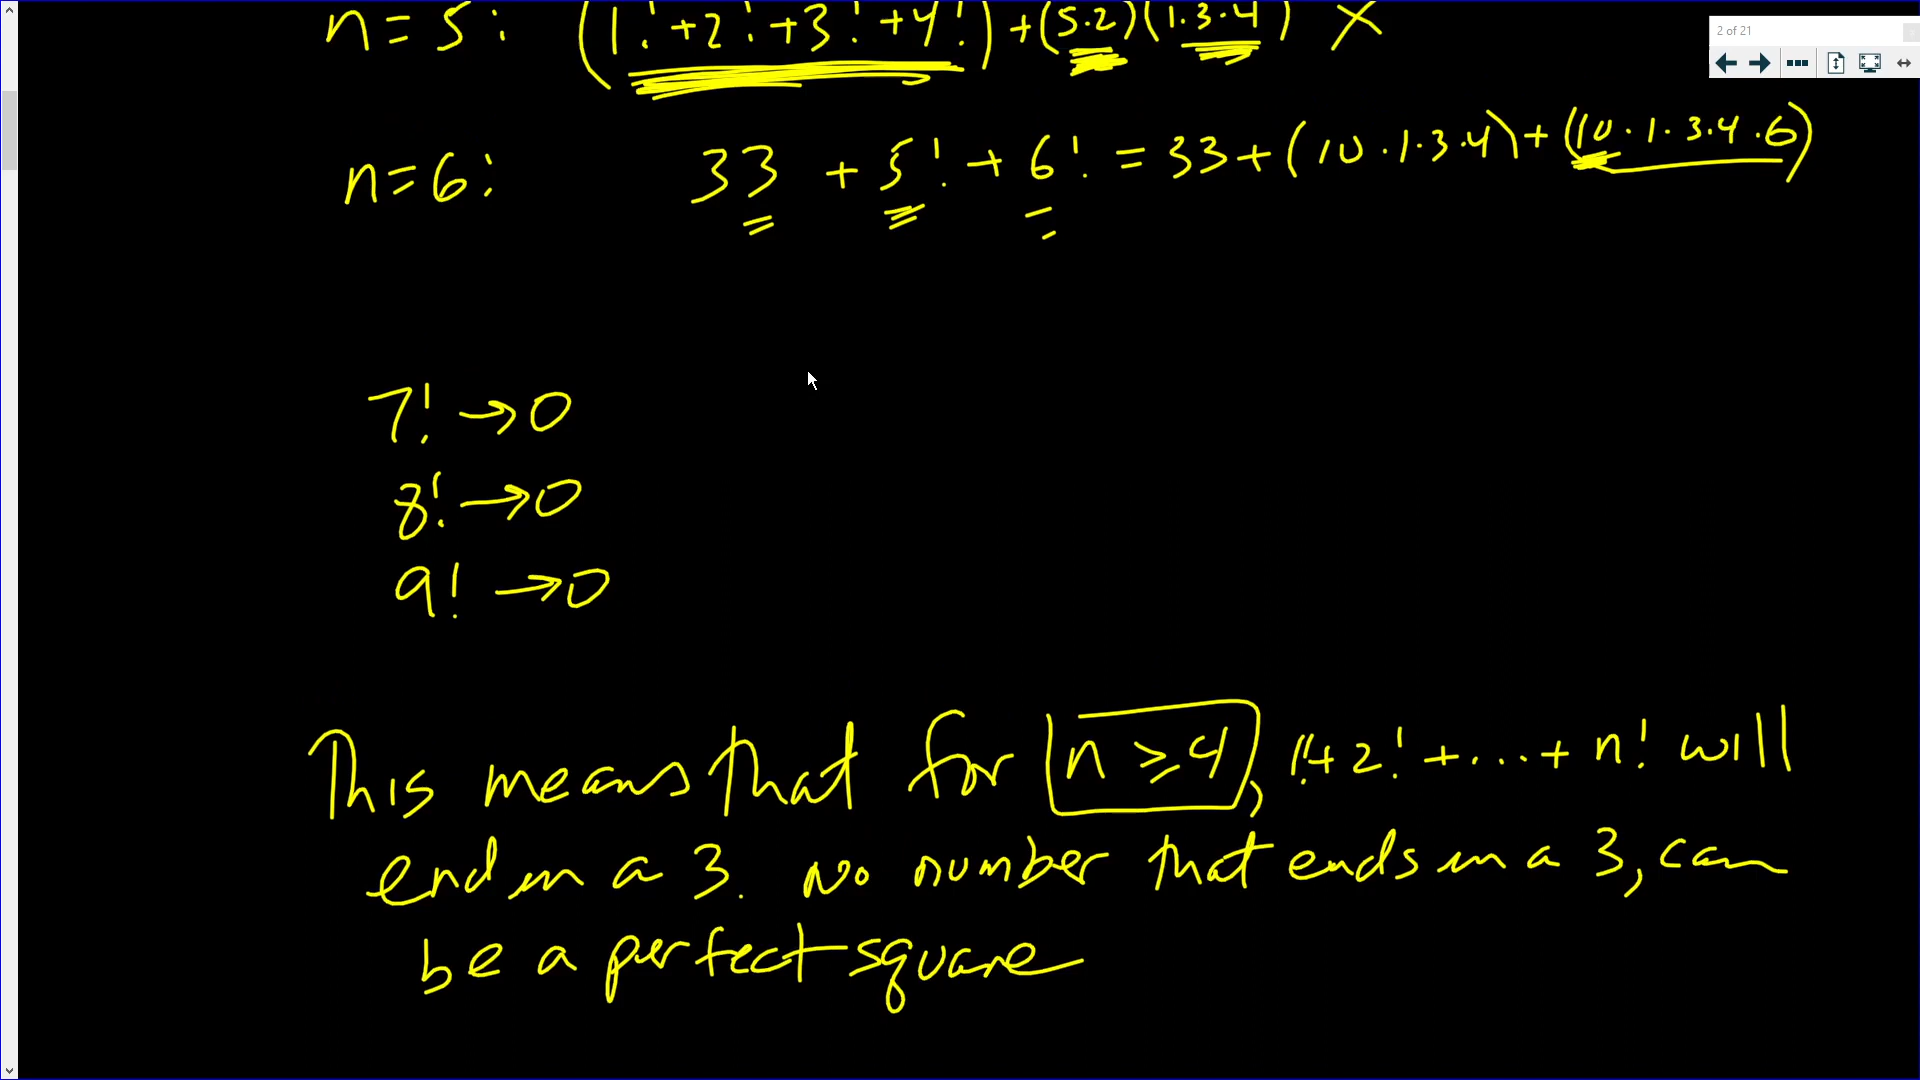 n = 5: (1!+2!+3!+4!)+(5.2)(1.3.4) X
2 of 21
n=6: 33 + 5! + 6! = 33+(10.1.3.4)+(10.1.3.4.6)
7! →0
8! →0
9! →0
This means that for n ≥ 4, 1!+2! +...+ n! will
end in a 3. No number that ends in a 3, can
be a perfect square